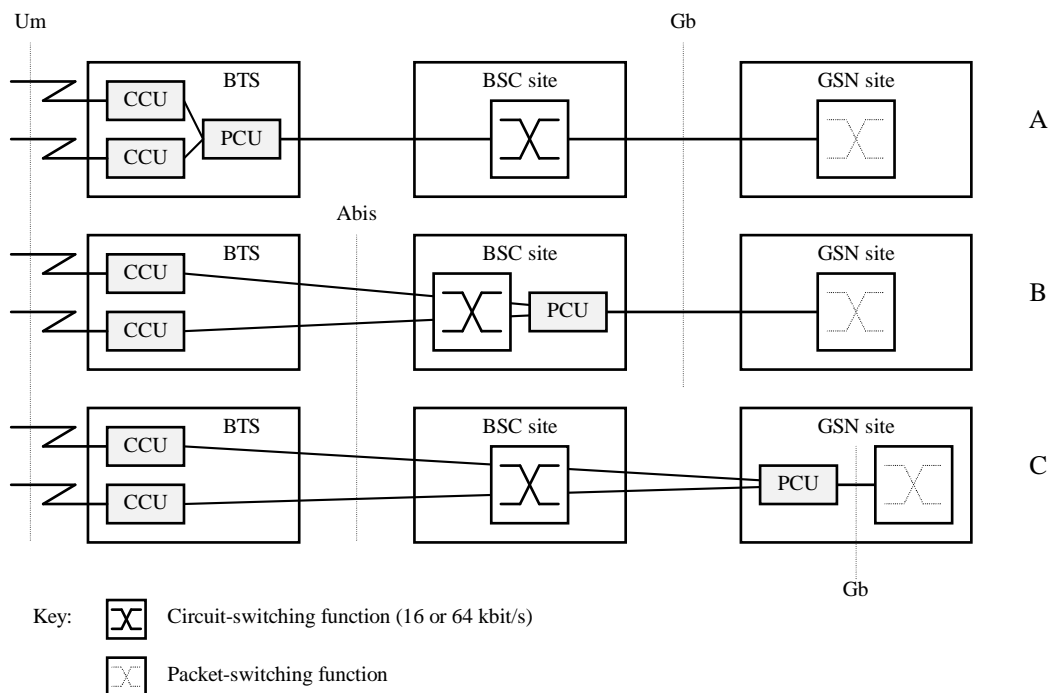 Um
Gb
BTS
BSC site
GSN site
CCU
CCU
PCU
A
Abis
BTS
BSC site
GSN site
CCU
CCU
PCU
B
BTS
BSC site
GSN site
CCU
CCU
PCU
C
Gb
Key:
Circuit-switching function (16 or 64 kbit/s)
Packet-switching function